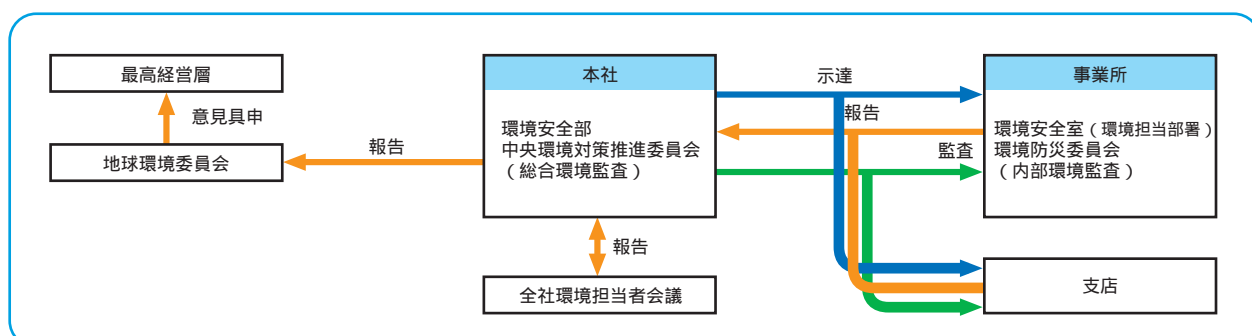 最高経営層
意見具申
地球環境委員会
報告
本社
環境安全部
中央環境対策推進委員会
（総合環境監査）
報告
全社環境担当者会議
示達
報告
監査
事業所
環境安全室（環境担当部署）
環境防災委員会
（内部環境監査）
支店